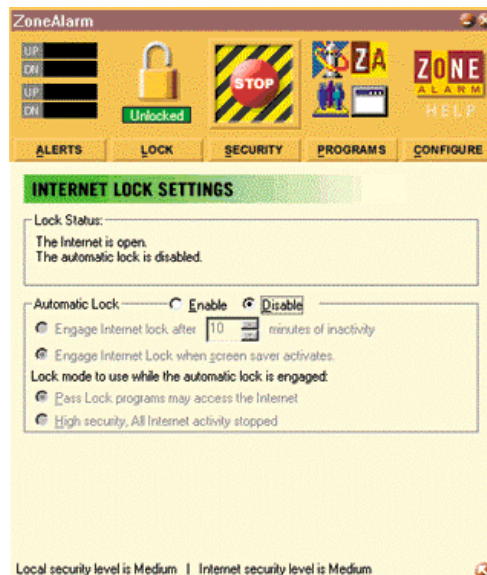 ZoneAlarm
UP
DN
UP
DN
Unlocked
STOP
ZA
ZONE
ALARM
HELP
ALERTS
LOCK
SECURITY
PROGRAMS
CONFIGURE
INTERNET LOCK SETTINGS
Lock Status:
The Internet is open.
The automatic lock is disabled.
Automatic Lock Enable Disable
Engage Internet lock after 10 minutes of inactivity
Engage Internet Lock when screen saver activates.
Lock mode to use while the automatic lock is engaged:
Pass Lock programs may access the Internet
High security, All Internet activity stopped
Local security level is Medium | Internet security level is Medium